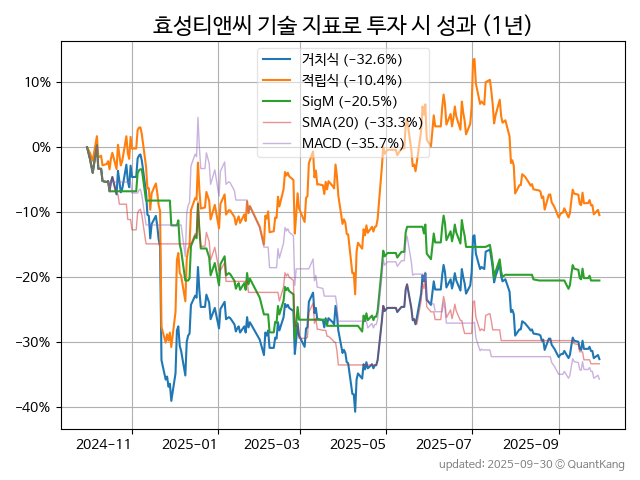 효성티앤씨 기술 지표로 투자 시 성과 (1년)
거치식 (-32.6%)
적립식 (-10.4%)
SigM (-20.5%)
SMA(20) (-33.3%)
MACD (-35.7%)
10%
0%
-10%
-20%
-30%
-40%
2024-11 2025-01 2025-03 2025-05 2025-07 2025-09
updated: 2025-09-30 © QuantKang